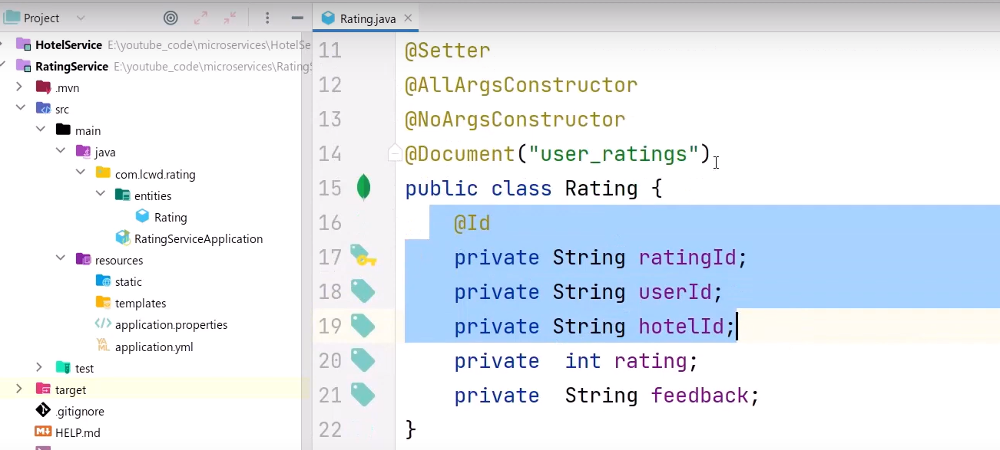 Project
Rating.java
HotelService E:\youtube_code\microservices\HotelSe
RatingService E:\youtube_code\microservices\Rating
.mvn
src
main
java
com.lcwd.rating
entities
Rating
RatingServiceApplication
resources
static
templates
application.properties
application.yml
test
target
.gitignore
HELP.md
11 @Setter
12 @AllArgsConstructor
13 @NoArgsConstructor
14 @Document("user_ratings")
15 public class Rating {
16 @Id
17 private String ratingId;
18 private String userId;
19 private String hotelId;
20 private  int rating;
21 private  String feedback;
22 }